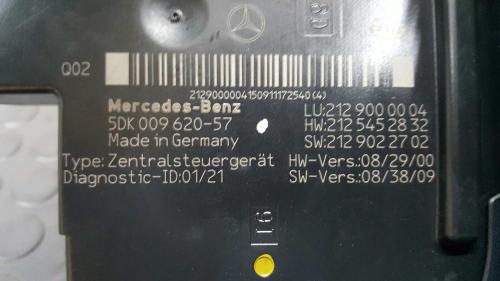 Q02
2129000004150911172540(4)
Mercedes-Benz
5DK 009 620-57
Made in Germany
Type: Zentralsteuergerät
Diagnostic-ID:01/21
LU:212 900 00 04
HW:212 545 28 32
SW:212 902 27 02
HW-Vers.:08/29/00
SW-Vers.:08/38/09